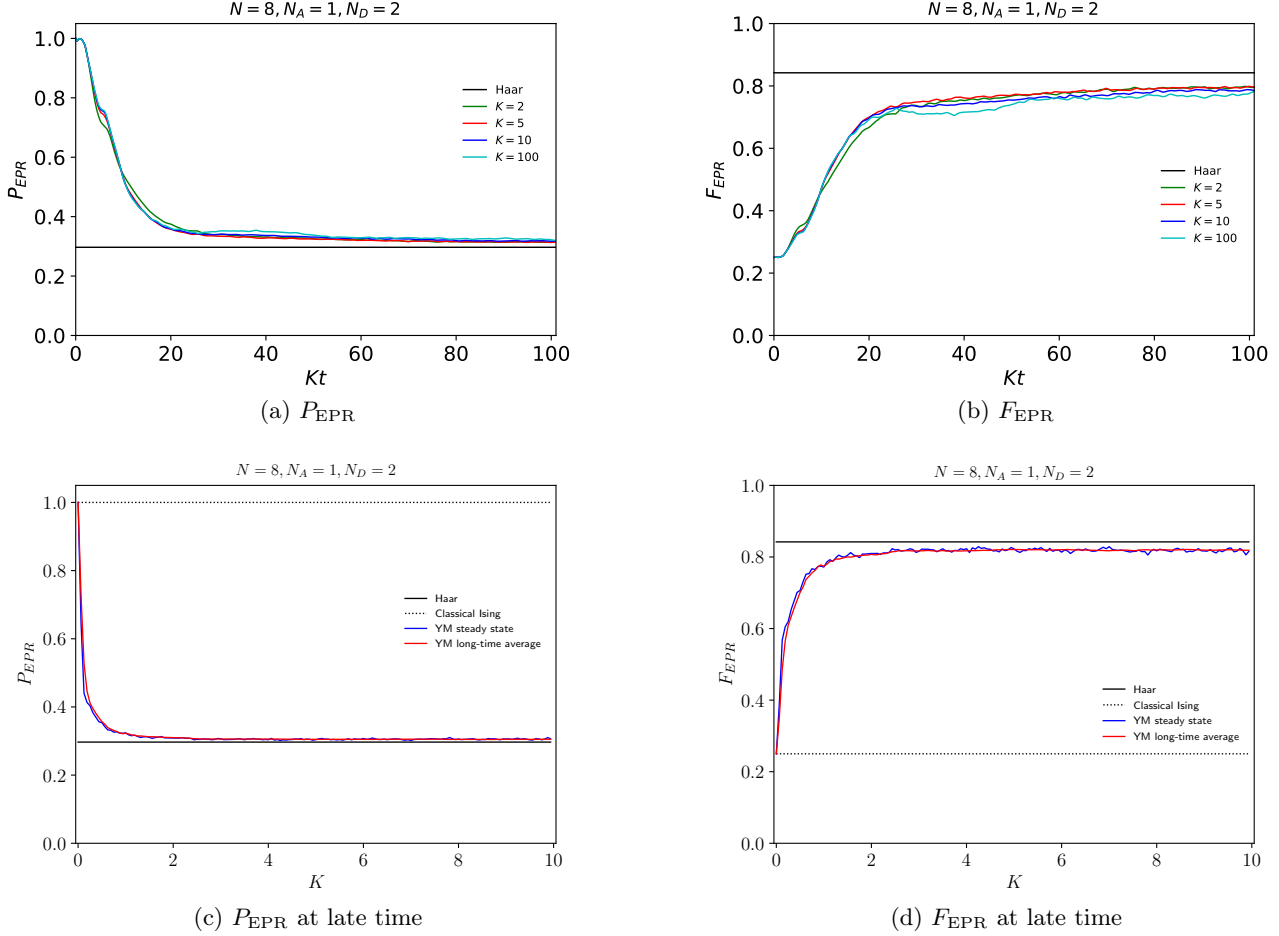 N = 8, N_A = 1, N_D = 2
1.0
0.8
0.6
0.4
0.2
0.0
P_EPR
Haar
K = 2
K = 5
K = 10
K = 100
0 20 40 60 80 100
Kt
(a) P_EPR
N = 8, N_A = 1, N_D = 2
1.0
0.8
0.6
0.4
0.2
0.0
F_EPR
Haar
K = 2
K = 5
K = 10
K = 100
0 20 40 60 80 100
Kt
(b) F_EPR
N = 8, N_A = 1, N_D = 2
1.0
0.8
0.6
0.4
0.2
0.0
P_EPR
Haar
Classical Ising
YM steady state
YM long-time average
0 2 4 6 8 10
K
(c) P_EPR at late time
N = 8, N_A = 1, N_D = 2
1.0
0.8
0.6
0.4
0.2
0.0
F_EPR
Haar
Classical Ising
YM steady state
YM long-time average
0 2 4 6 8 10
K
(d) F_EPR at late time